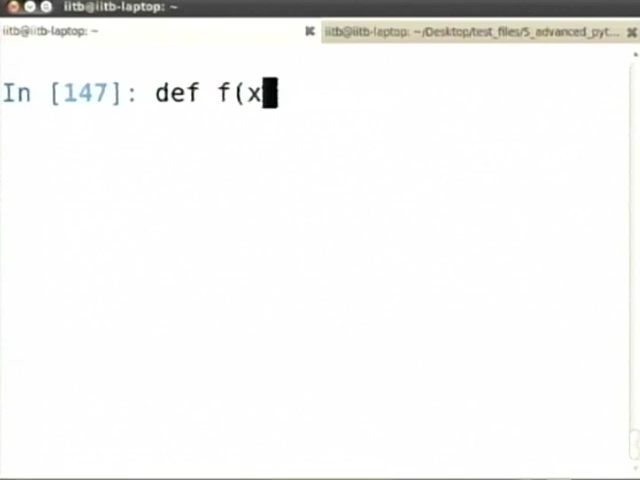 iitb@iitb-laptop: ~
iitb@iitb-laptop: ~
iitb@iitb-laptop: ~/Desktop/test_files/5_advanced_pyt...
In [147]: def f(x